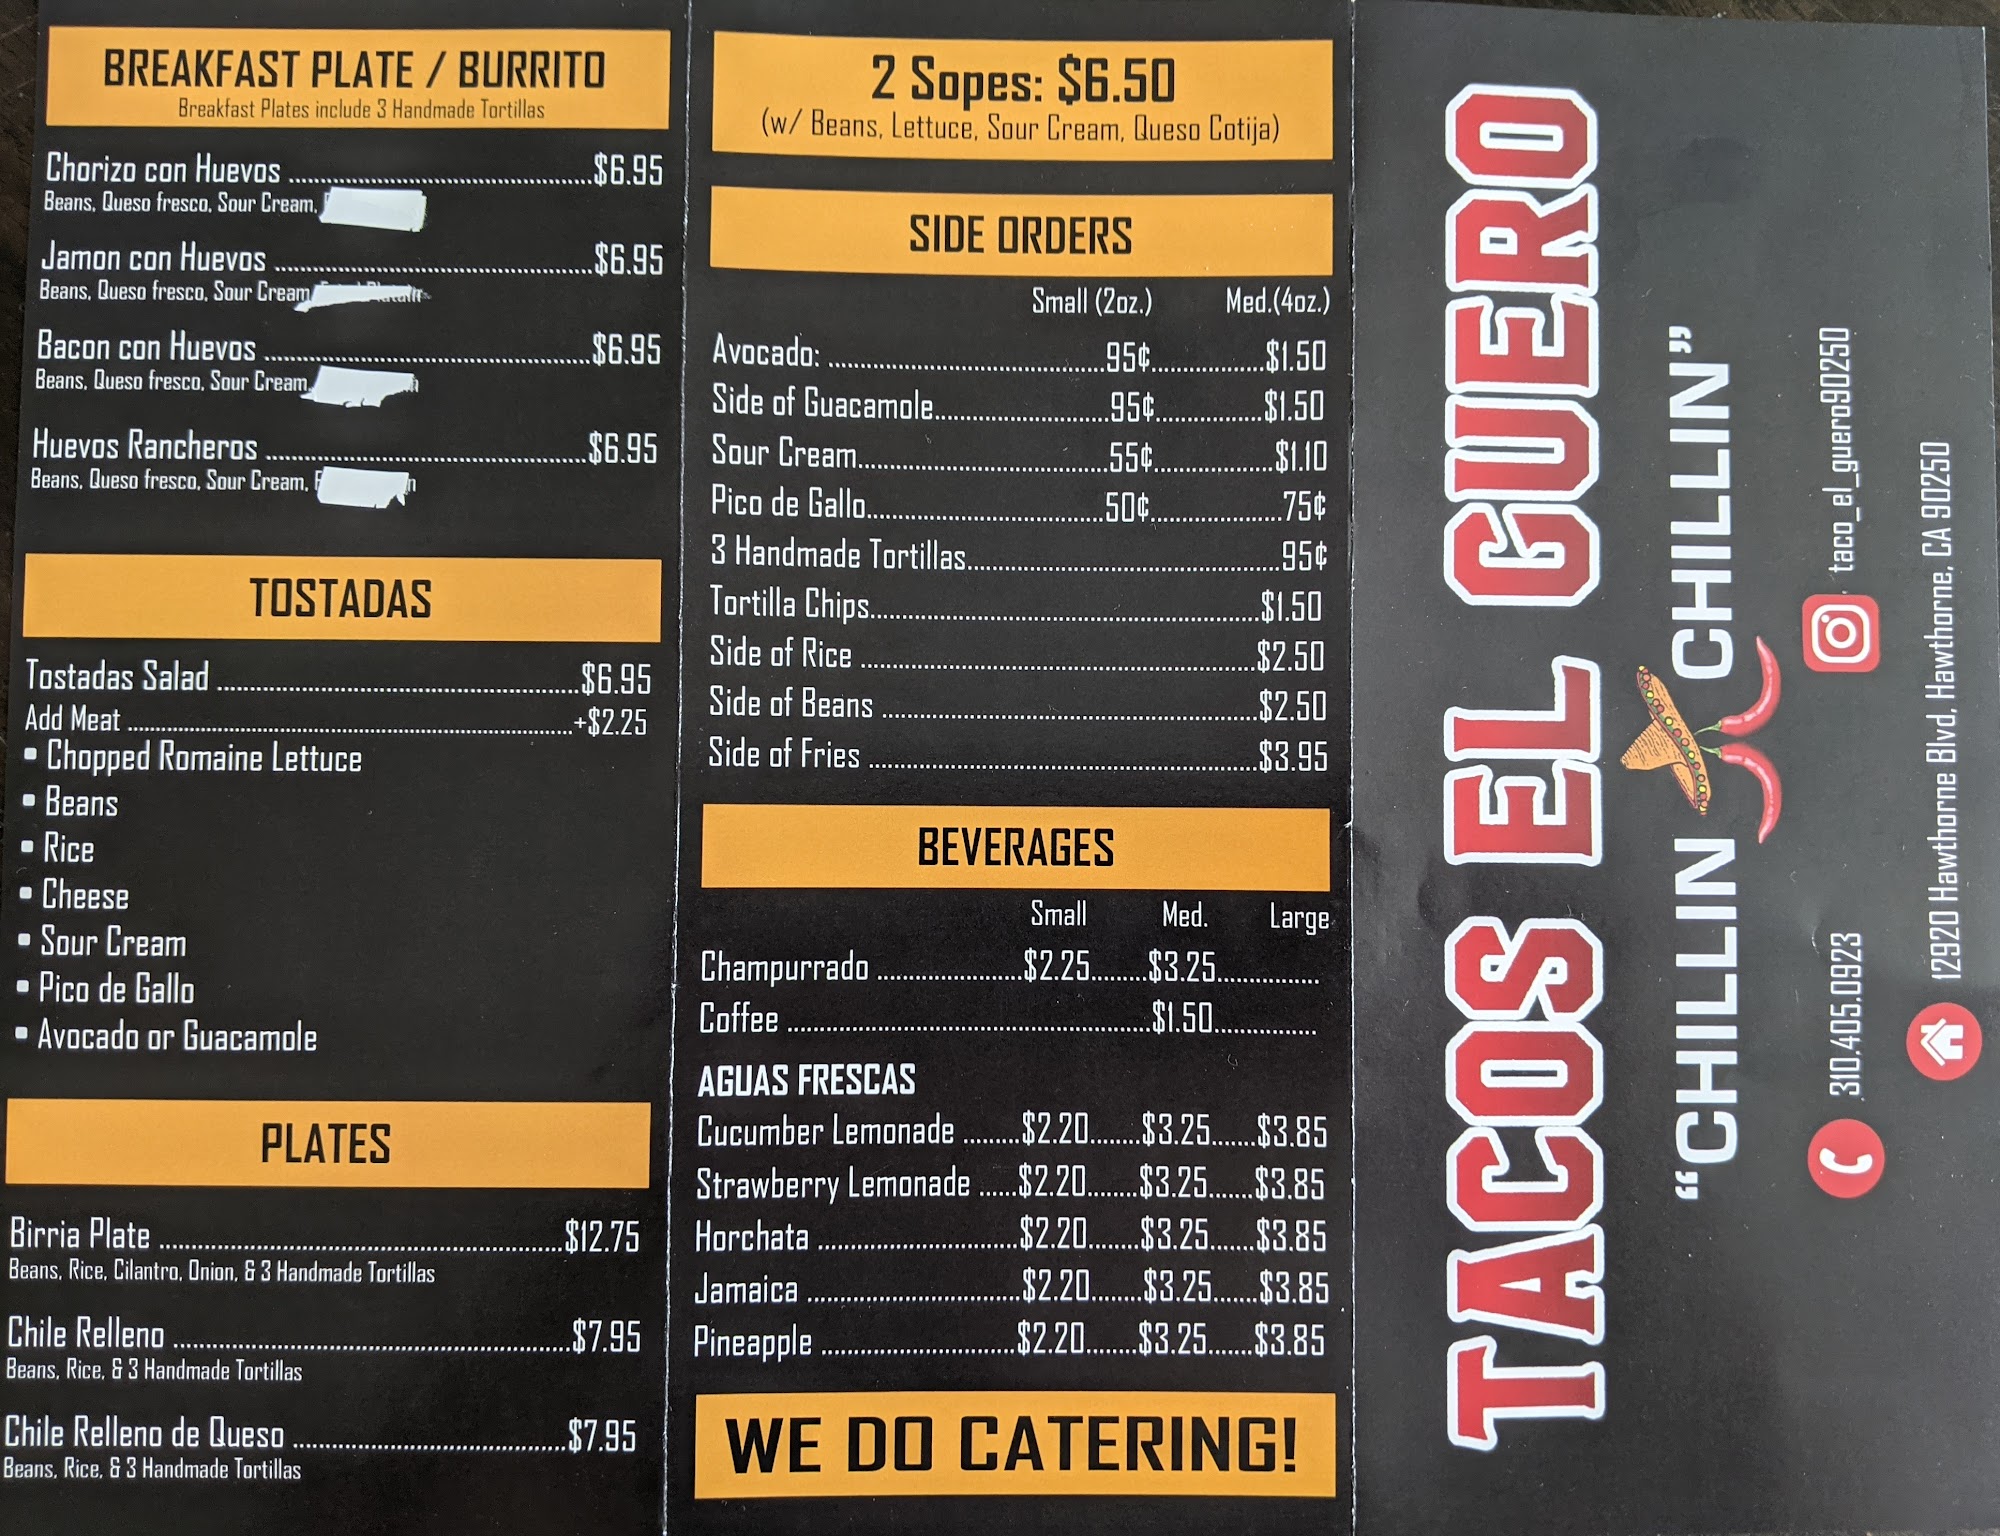 BREAKFAST PLATE / BURRITO
Breakfast Plates include 3 Handmade Tortillas
Chorizo con Huevos ........ $6.95
Beans, Queso fresco, Sour Cream,
Jamon con Huevos ........ $6.95
Beans, Queso fresco, Sour Cream
Bacon con Huevos ........ $6.95
Beans, Queso fresco, Sour Cream,
Huevos Rancheros ........ $6.95
Beans, Queso fresco, Sour Cream,
TOSTADAS
Tostadas Salad ........ $6.95
Add Meat ........ +$2.25
▪ Chopped Romaine Lettuce
▪ Beans
▪ Rice
▪ Cheese
▪ Sour Cream
▪ Pico de Gallo
▪ Avocado or Guacamole
PLATES
Birria Plate ........ $12.75
Beans, Rice, Cilantro, Onion, & 3 Handmade Tortillas
Chile Relleno ........ $7.95
Beans, Rice, & 3 Handmade Tortillas
Chile Relleno de Queso ........ $7.95
Beans, Rice, & 3 Handmade Tortillas
2 Sopes: $6.50
(w/ Beans, Lettuce, Sour Cream, Queso Cotija)
SIDE ORDERS
Small (2oz.) Med.(4oz.)
Avocado: ........ 95¢ ........ $1.50
Side of Guacamole ........ 95¢ ........ $1.50
Sour Cream ........ 55¢ ........ $1.10
Pico de Gallo ........ 50¢ ........ 75¢
3 Handmade Tortillas ........ 95¢
Tortilla Chips ........ $1.50
Side of Rice ........ $2.50
Side of Beans ........ $2.50
Side of Fries ........ $3.95
BEVERAGES
Small Med. Large
Champurrado ........ $2.25 ........ $3.25 ........
Coffee ........ $1.50 ........
AGUAS FRESCAS
Cucumber Lemonade ........ $2.20 ........ $3.25 ........ $3.85
Strawberry Lemonade ........ $2.20 ........ $3.25 ........ $3.85
Horchata ........ $2.20 ........ $3.25 ........ $3.85
Jamaica ........ $2.20 ........ $3.25 ........ $3.85
Pineapple ........ $2.20 ........ $3.25 ........ $3.85
WE DO CATERING!
TACOS EL GUERO
"CHILLIN CHILLIN"
310.405.0923 taco_el_guero90250
12920 Hawthorne Blvd, Hawthorne, CA 90250